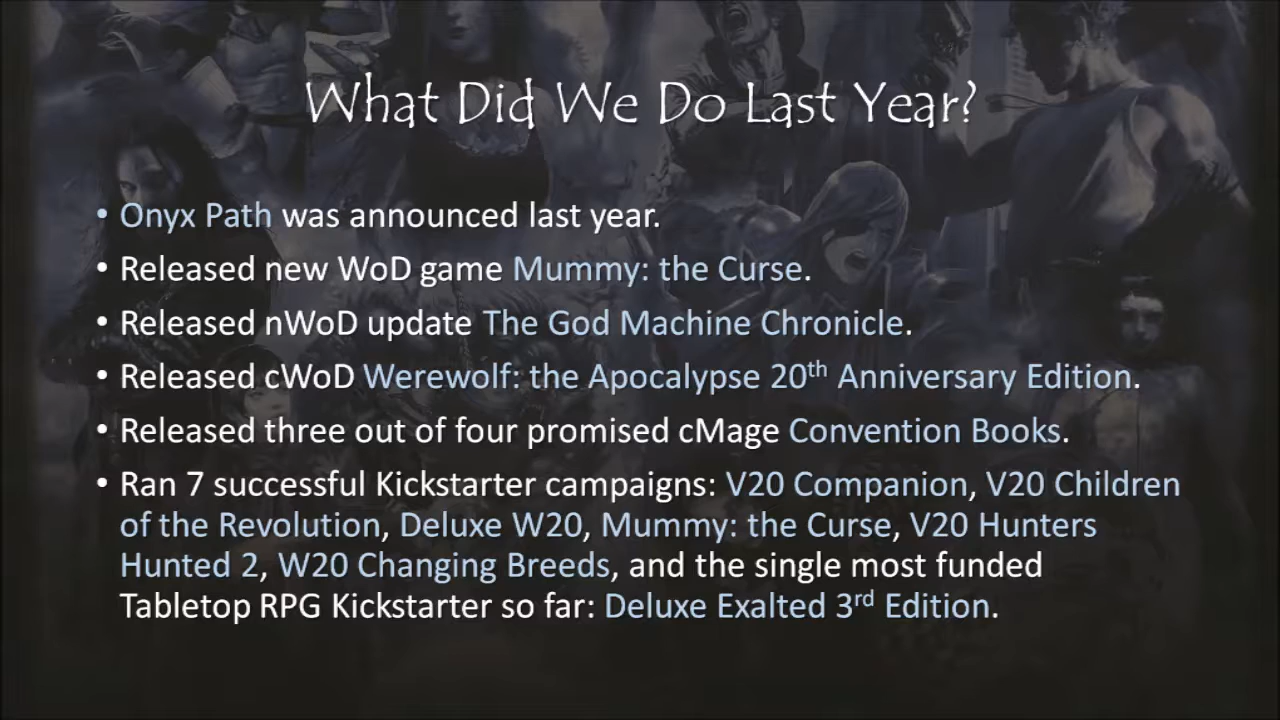 What Did We Do Last Year?
• Onyx Path was announced last year.
• Released new WoD game Mummy: the Curse.
• Released nWoD update The God Machine Chronicle.
• Released cWoD Werewolf: the Apocalypse 20th Anniversary Edition.
• Released three out of four promised cMage Convention Books.
• Ran 7 successful Kickstarter campaigns: V20 Companion, V20 Children
of the Revolution, Deluxe W20, Mummy: the Curse, V20 Hunters
Hunted 2, W20 Changing Breeds, and the single most funded
Tabletop RPG Kickstarter so far: Deluxe Exalted 3rd Edition.